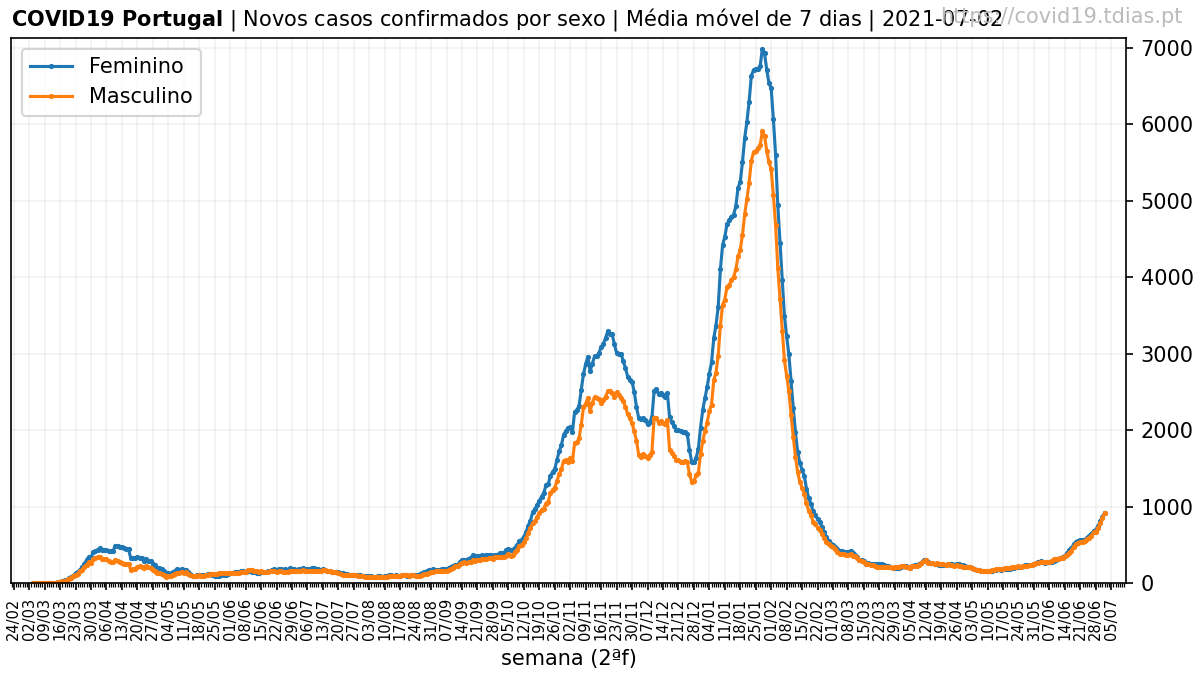 COVID19 Portugal | Novos casos confirmados por sexo | Média móvel de 7 dias | 2021-07-02
https://covid19.tdias.pt
Feminino
Masculino
7000
6000
5000
4000
3000
2000
1000
0
24/02 02/03 09/03 16/03 23/03 30/03 06/04 13/04 20/04 27/04 04/05 11/05 18/05 25/05 01/06 08/06 15/06 22/06 29/06 06/07 13/07 20/07 27/07 03/08 10/08 17/08 24/08 31/08 07/09 14/09 21/09 28/09 05/10 12/10 19/10 26/10 02/11 09/11 16/11 23/11 30/11 07/12 14/12 21/12 28/12 04/01 11/01 18/01 25/01 01/02 08/02 15/02 22/02 01/03 08/03 15/03 22/03 29/03 05/04 12/04 19/04 26/04 03/05 10/05 17/05 24/05 31/05 07/06 14/06 21/06 28/06 05/07
semana (2ªf)